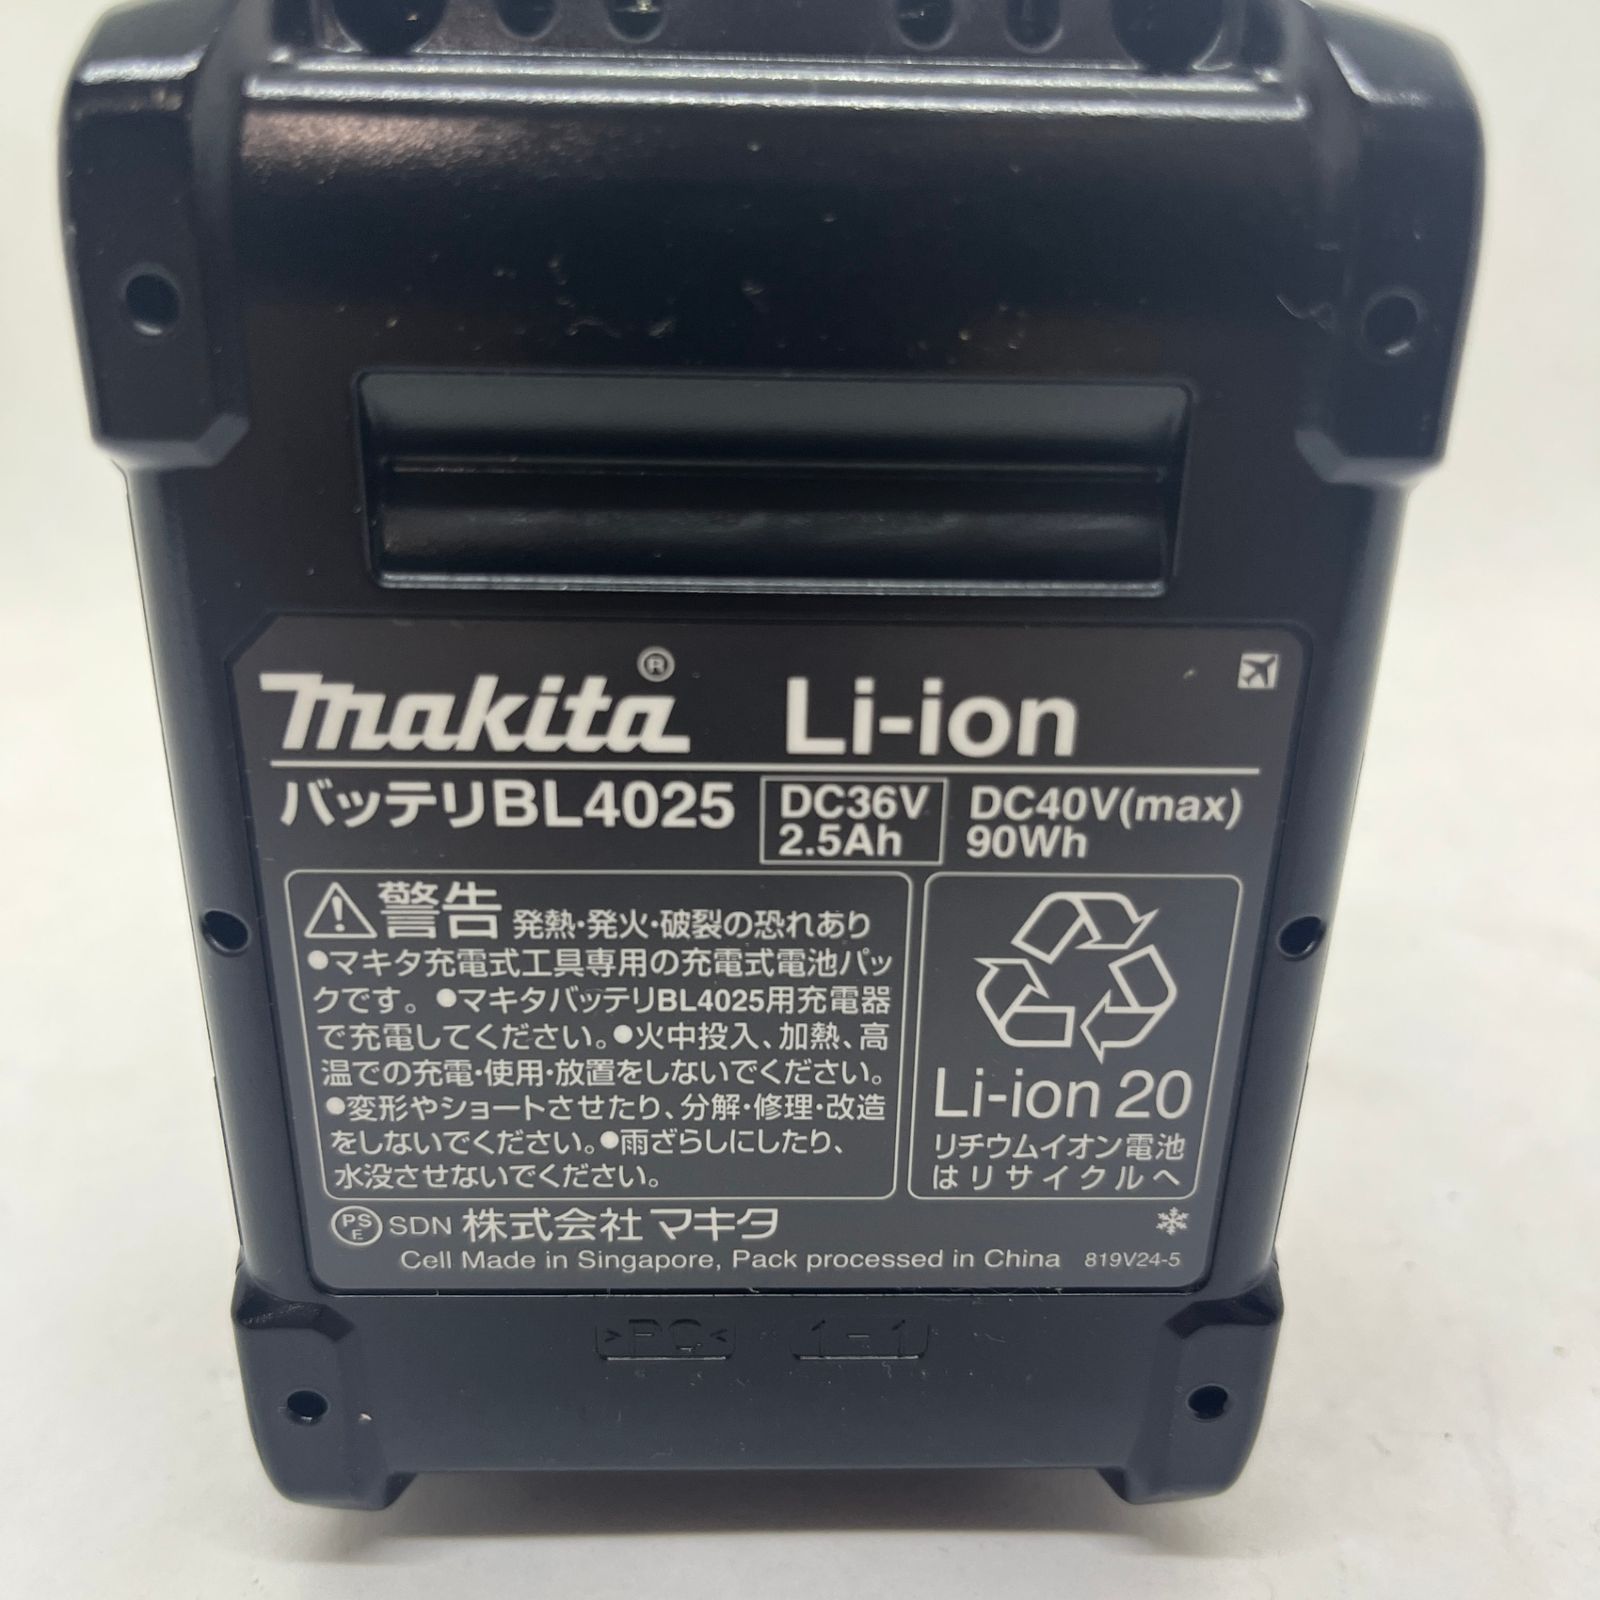 makita® Li-ion
バッテリBL4025 DC36V 2.5Ah DC40V(max) 90Wh
警告 発熱・発火・破裂の恐れあり
●マキタ充電式工具専用の充電式電池パッ
クです。●マキタバッテリBL4025用充電器
で充電してください。●火中投入、加熱、高
温での充電・使用・放置をしないでください。
●変形やショートさせたり、分解・修理・改造
をしないでください。●雨ざらしにしたり、
水没させないでください。
Li-ion 20
リチウムイオン電池
はリサイクルへ
PS E SDN 株式会社マキタ
Cell Made in Singapore, Pack processed in China 819V24-5
>PC< 1-1